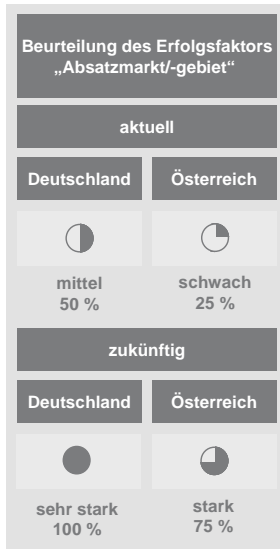 Beurteilung des Erfolgsfaktors
„Absatzmarkt/-gebiet“
aktuell
Deutschland Österreich
mittel schwach
50 % 25 %
zukünftig
Deutschland Österreich
sehr stark stark
100 % 75 %